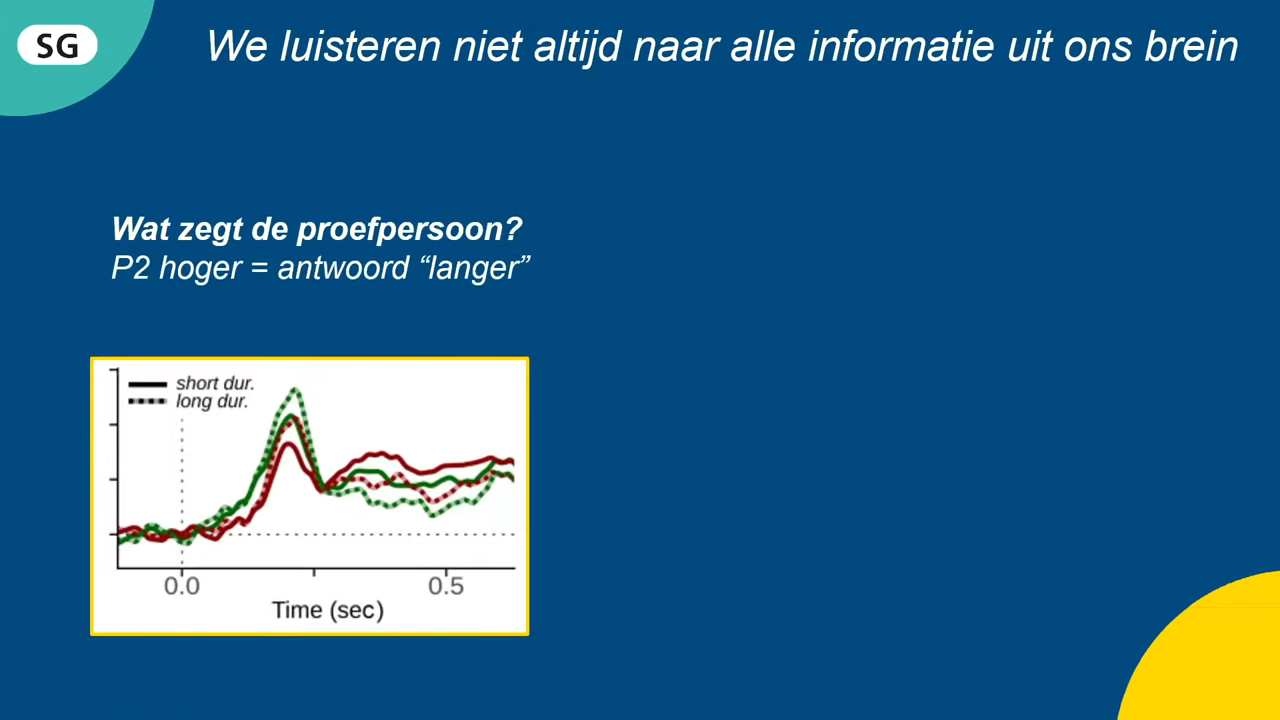 SG
We luisteren niet altijd naar alle informatie uit ons brein
Wat zegt de proefpersoon?
P2 hoger = antwoord “langer”
short dur.
long dur.
0.0
0.5
Time (sec)